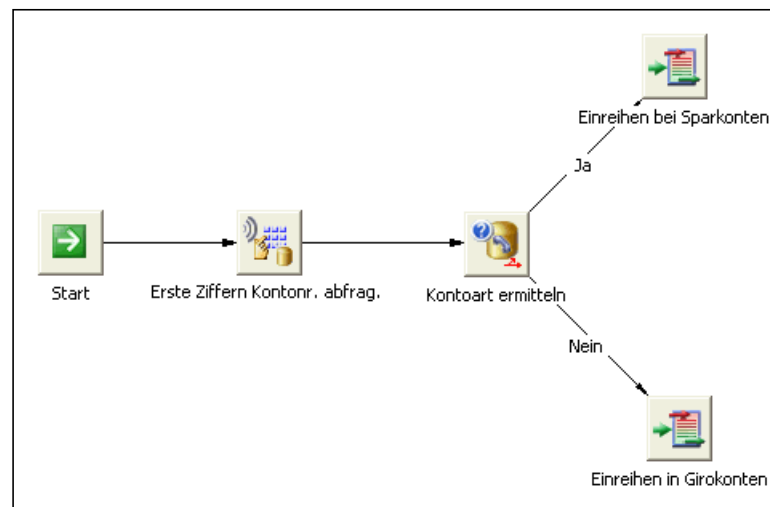 Einreihen bei Sparkonten
Ja
Start
Erste Ziffern Kontonr. abfrag.
Kontoart ermitteln
Nein
Einreihen in Girokonten